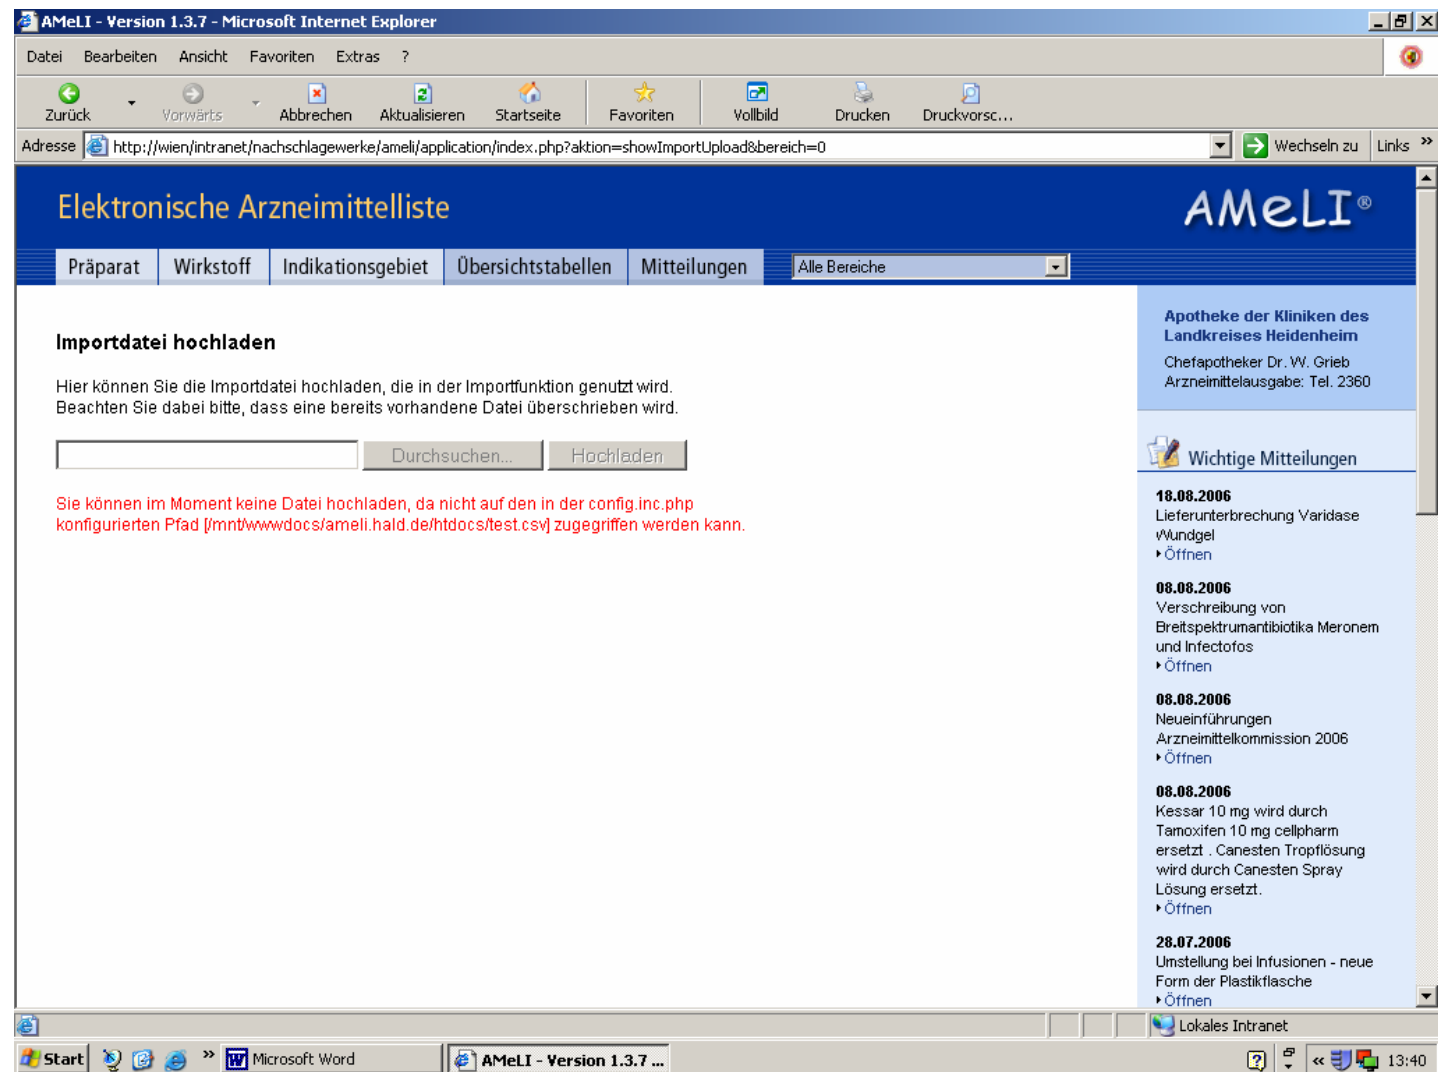 AMeLI - Version 1.3.7 - Microsoft Internet Explorer
Datei Bearbeiten Ansicht Favoriten Extras ?
Zurück Vorwärts Abbrechen Aktualisieren Startseite Favoriten Vollbild Drucken Druckvorsc...
Adresse http://wien/intranet/nachschlagewerke/ameli/application/index.php?aktion=showImportUpload&bereich=0 Wechseln zu Links »
Elektronische Arzneimittelliste
AMeLI®
Präparat Wirkstoff Indikationsgebiet Übersichtstabellen Mitteilungen Alle Bereiche
Importdatei hochladen
Hier können Sie die Importdatei hochladen, die in der Importfunktion genutzt wird.
Beachten Sie dabei bitte, dass eine bereits vorhandene Datei überschrieben wird.
Durchsuchen... Hochladen
Sie können im Moment keine Datei hochladen, da nicht auf den in der config.inc.php
konfigurierten Pfad [/mnt/wwwdocs/ameli.hald.de/htdocs/test.csv] zugegriffen werden kann.
Apotheke der Kliniken des
Landkreises Heidenheim
Chefapotheker Dr. W. Grieb
Arzneimittelausgabe: Tel. 2360
Wichtige Mitteilungen
18.08.2006
Lieferunterbrechung Varidase
Wundgel
Öffnen
08.08.2006
Verschreibung von
Breitspektrumantibiotika Meronem
und Infectofos
Öffnen
08.08.2006
Neueinführungen
Arzneimittelkommission 2006
Öffnen
08.08.2006
Kessar 10 mg wird durch
Tamoxifen 10 mg cellpharm
ersetzt . Canesten Tropflösung
wird durch Canesten Spray
Lösung ersetzt.
Öffnen
28.07.2006
Umstellung bei Infusionen - neue
Form der Plastikflasche
Öffnen
Lokales Intranet
Start » Microsoft Word AMeLI - Version 1.3.7 ... « 13:40